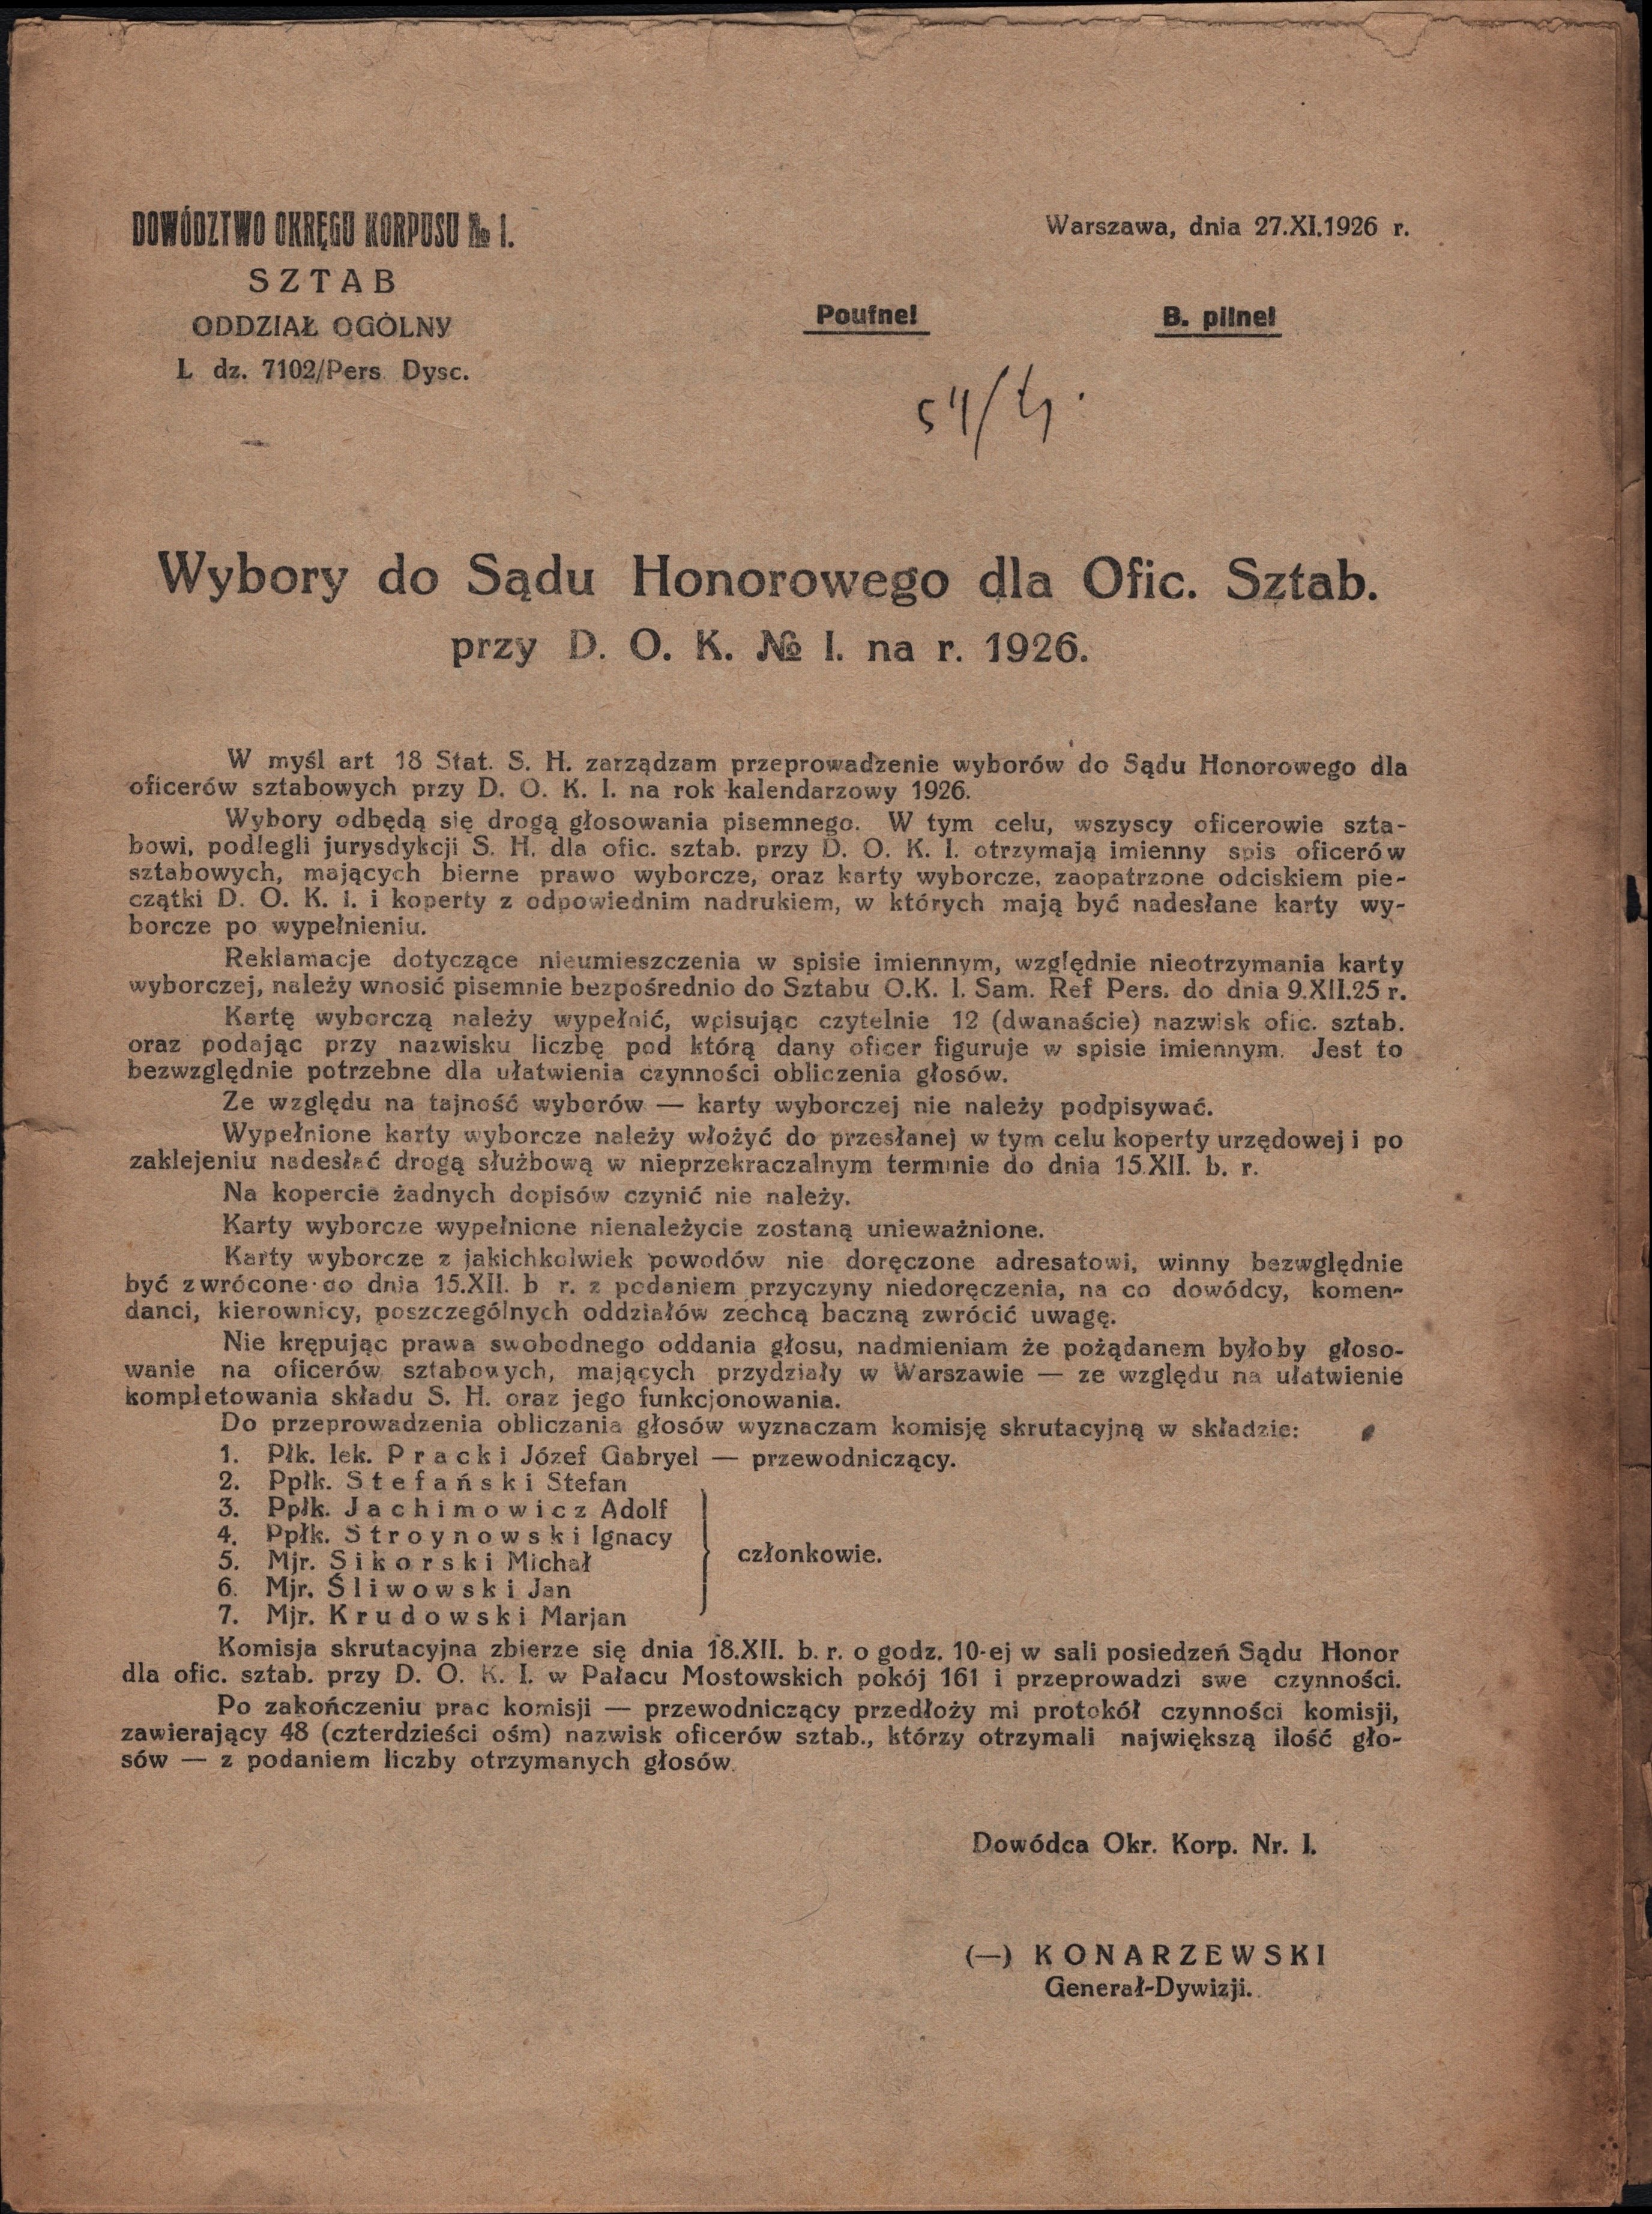 DOWÓDZTWO OKRĘGU KORPUSU № I.
Warszawa, dnia 27.XI.1926 r.
SZTAB
ODDZIAŁ OGÓLNY
Poufne!
B. pilne!
L dz. 7102/Pers Dysc.
54/
Wybory do Sądu Honorowego dla Ofic. Sztab.
przy D. O. K. № I. na r. 1926.
W myśl art 18 Stat. S. H. zarządzam przeprowadzenie wyborów do Sądu Honorowego dla
oficerów sztabowych przy D. O. K. I. na rok kalendarzowy 1926.
Wybory odbędą się drogą głosowania pisemnego. W tym celu, wszyscy oficerowie szta-
bowi, podlegli jurysdykcji S. H. dla ofic. sztab. przy D. O. K. I. otrzymają imienny spis oficerów
sztabowych, mających bierne prawo wyborcze, oraz karty wyborcze, zaopatrzone odciskiem pie-
czątki D. O. K. I. i koperty z odpowiednim nadrukiem, w których mają być nadesłane karty wy-
borcze po wypełnieniu.
Reklamacje dotyczące nieumieszczenia w spisie imiennym, względnie nieotrzymania karty
wyborczej, należy wnosić pisemnie bezpośrednio do Sztabu O.K. I. Sam. Ref Pers. do dnia 9.XII.25 r.
Kartę wyborczą należy wypełnić, wpisując czytelnie 12 (dwanaście) nazwisk ofic. sztab.
oraz podając przy nazwisku liczbę pod którą dany oficer figuruje w spisie imiennym. Jest to
bezwzględnie potrzebne dla ułatwienia czynności obliczenia głosów.
Ze względu na tajność wyborów — karty wyborczej nie należy podpisywać.
Wypełnione karty wyborcze należy włożyć do przesłanej w tym celu koperty urzędowej i po
zaklejeniu nadesłać drogą służbową w nieprzekraczalnym terminie do dnia 15.XII. b. r.
Na kopercie żadnych dopisów czynić nie należy.
Karty wyborcze wypełnione nienależycie zostaną unieważnione.
Karty wyborcze z jakichkolwiek powodów nie doręczone adresatowi, winny bezwględnie
być zwrócone do dnia 15.XII. b r. z podaniem przyczyny niedoręczenia, na co dowódcy, komen-
danci, kierownicy, poszczególnych oddziałów zechcą baczną zwrócić uwagę.
Nie krępując prawa swobodnego oddania głosu, nadmieniam że pożądanem byłoby głoso-
wanie na oficerów sztabowych, mających przydziały w Warszawie — ze względu na ułatwienie
kompletowania składu S. H. oraz jego funkcjonowania.
Do przeprowadzenia obliczania głosów wyznaczam komisję skrutacyjną w składzie:
1. Płk. lek. Pracki Józef Gabryel — przewodniczący.
2. Ppłk. Stefański Stefan
3. Ppłk. Jachimowicz Adolf
4. Ppłk. Stroynowski Ignacy
5. Mjr. Sikorski Michał
członkowie.
6. Mjr. Śliwowski Jan
7. Mjr. Krudowski Marjan
Komisja skrutacyjna zbierze się dnia 18.XII. b. r. o godz. 10-ej w sali posiedzeń Sądu Honor
dla ofic. sztab. przy D. O. K. I. w Pałacu Mostowskich pokój 161 i przeprowadzi swe czynności.
Po zakończeniu prac komisji — przewodniczący przedłoży mi protokół czynności komisji,
zawierający 48 (czterdzieści ośm) nazwisk oficerów sztab., którzy otrzymali największą ilość gło-
sów — z podaniem liczby otrzymanych głosów.
Dowódca Okr. Korp. Nr. I.
(—) KONARZEWSKI
Generał-Dywizji.